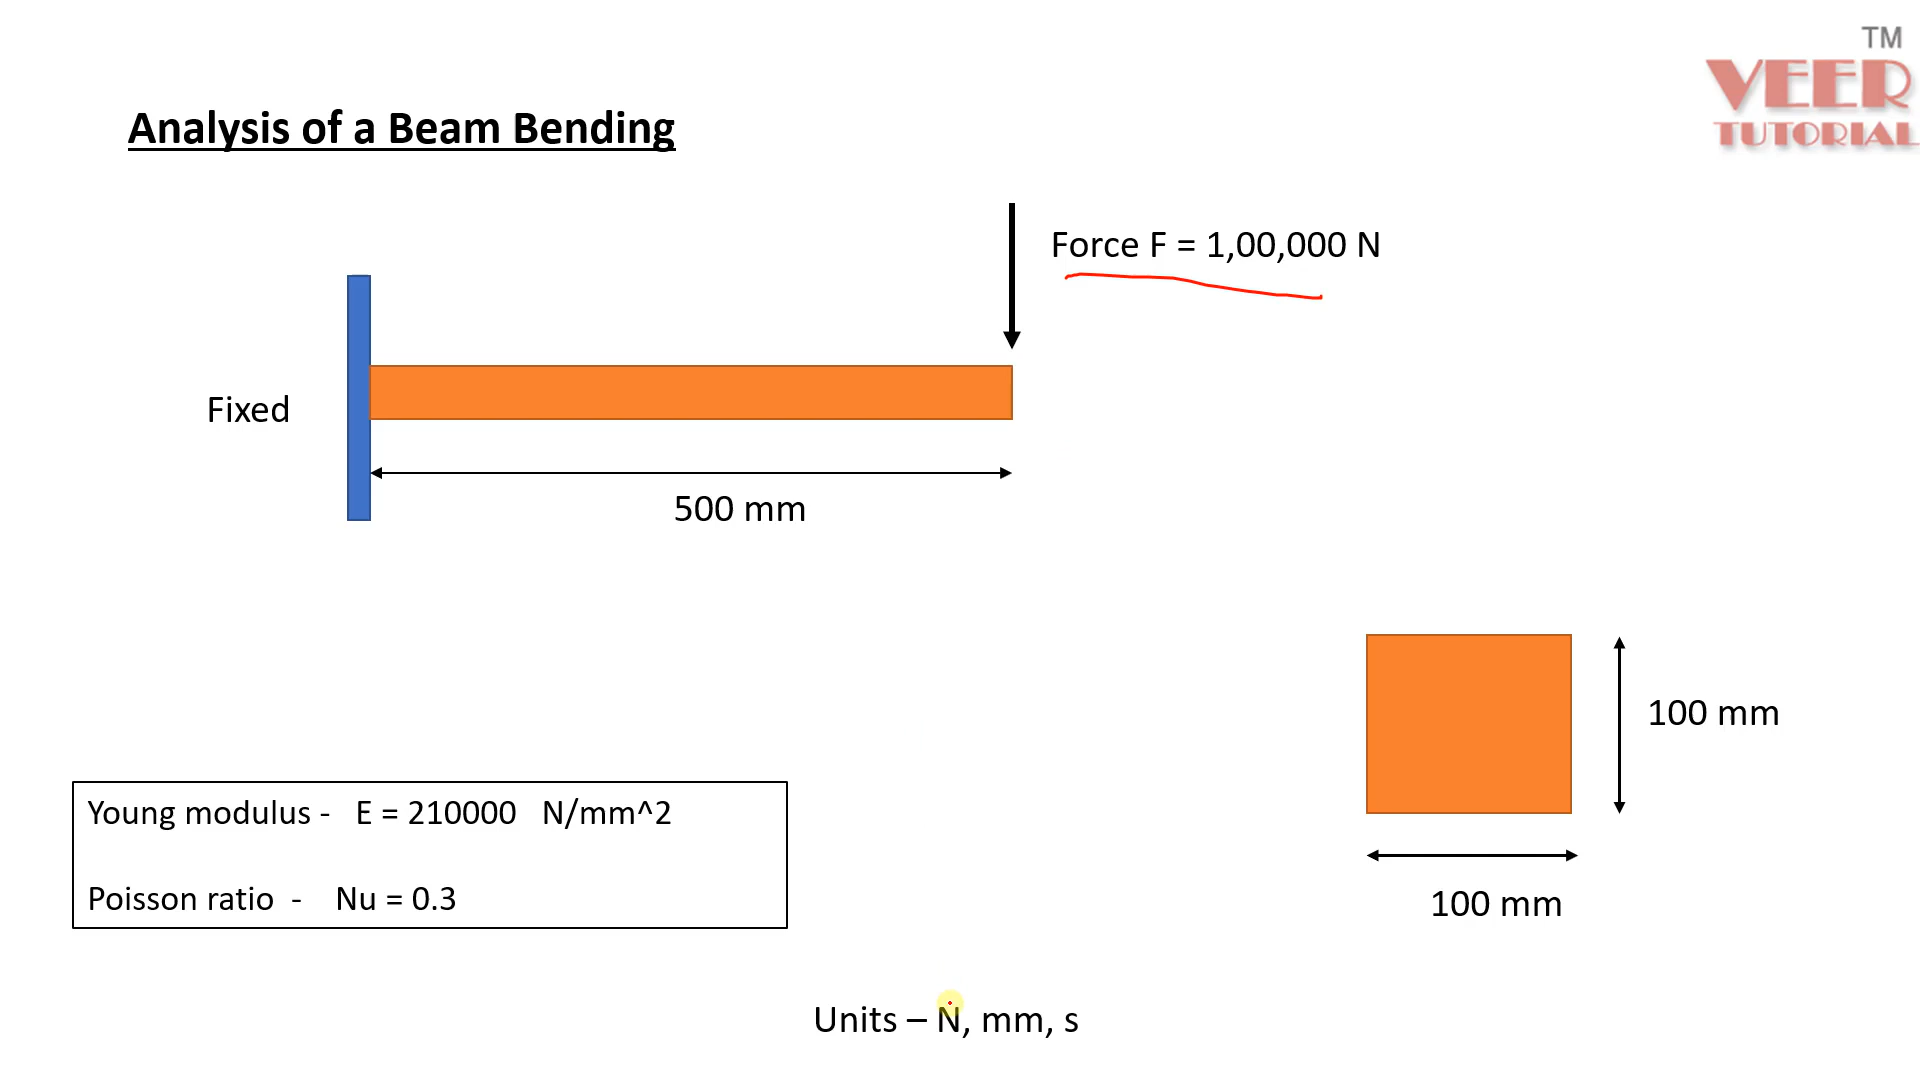 TM
VEER
TUTORIAL
Analysis of a Beam Bending
Force F = 1,00,000 N
Fixed
500 mm
100 mm
Young modulus - E = 210000 N/mm^2
Poisson ratio - Nu = 0.3
100 mm
Units – N, mm, s